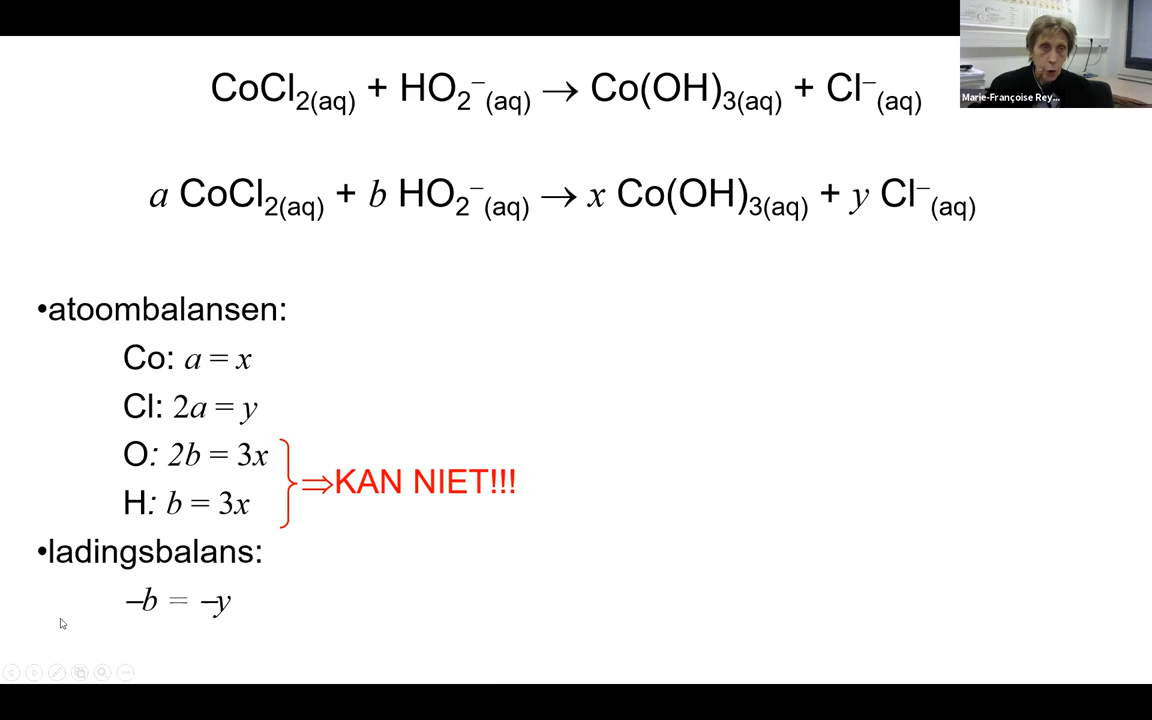 CoCl₂(aq) + HO₂⁻(aq) → Co(OH)₃(aq) + Cl⁻(aq)
Marie-Françoise Rey...
a CoCl₂(aq) + b HO₂⁻(aq) → x Co(OH)₃(aq) + y Cl⁻(aq)
•atoombalansen:
Co: a = x
Cl: 2a = y
O: 2b = 3x
H: b = 3x
⇒KAN NIET!!!
•ladingsbalans:
–b = –y